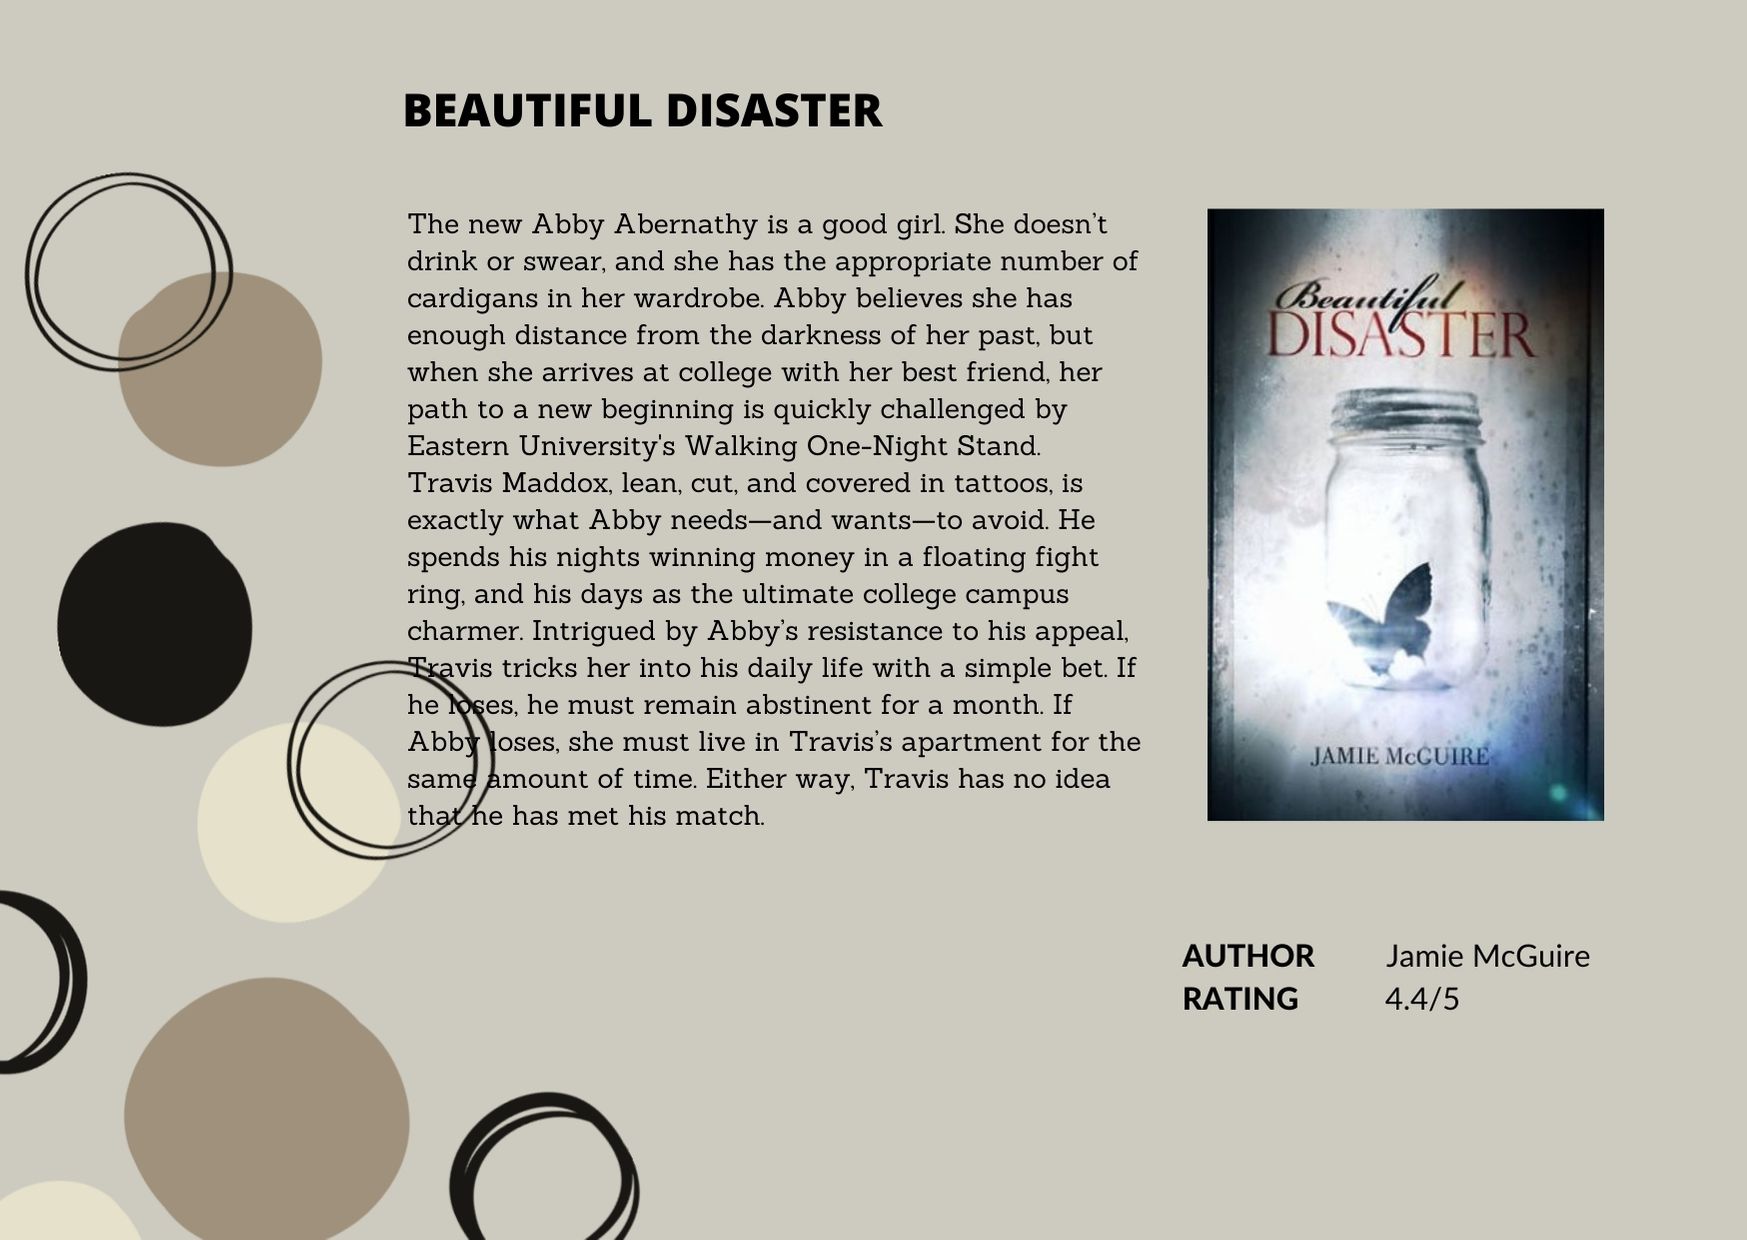 BEAUTIFUL DISASTER
The new Abby Abernathy is a good girl. She doesn’t
drink or swear, and she has the appropriate number of
cardigans in her wardrobe. Abby believes she has
enough distance from the darkness of her past, but
when she arrives at college with her best friend, her
path to a new beginning is quickly challenged by
Eastern University's Walking One-Night Stand.
Travis Maddox, lean, cut, and covered in tattoos, is
exactly what Abby needs—and wants—to avoid. He
spends his nights winning money in a floating fight
ring, and his days as the ultimate college campus
charmer. Intrigued by Abby’s resistance to his appeal,
Travis tricks her into his daily life with a simple bet. If
he loses, he must remain abstinent for a month. If
Abby loses, she must live in Travis’s apartment for the
same amount of time. Either way, Travis has no idea
that he has met his match.
Beautiful
DISASTER
JAMIE McGUIRE
AUTHOR Jamie McGuire
RATING 4.4/5